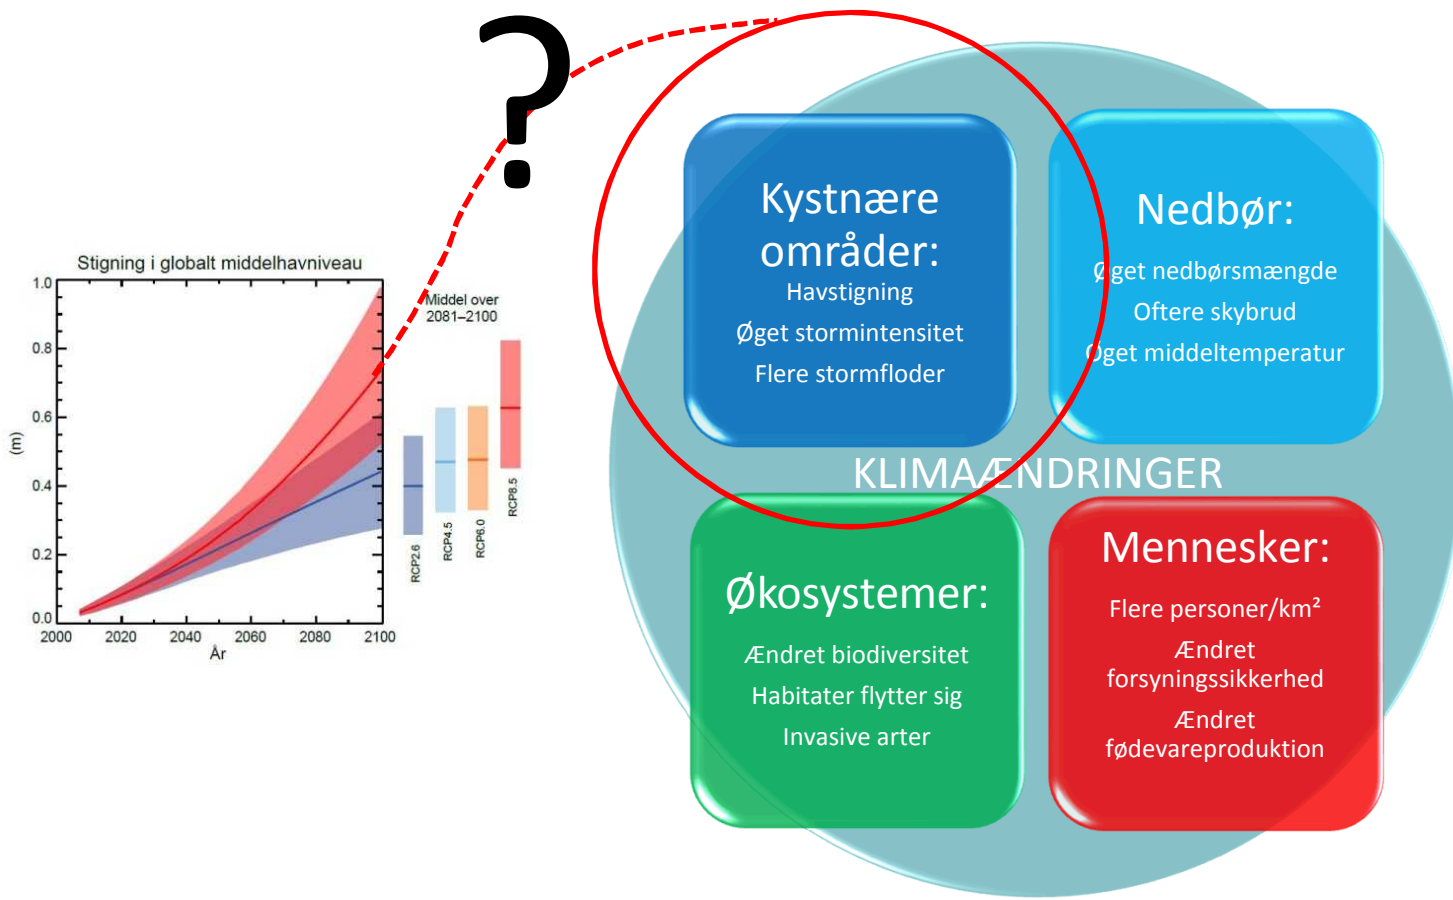 ?
Stigning i globalt middelhavniveau
Middel over
2081–2100
1.0
0.8
0.6
0.4
0.2
0.0
(m)
2000
2020
2040
2060
2080
2100
År
RCP2.6
RCP4.5
RCP6.0
RCP8.5
Kystnære
områder:
Havstigning
Øget stormintensitet
Flere stormfloder
Nedbør:
Øget nedbørsmængde
Oftere skybrud
Øget middeltemperatur
KLIMAÆNDRINGER
Økosystemer:
Ændret biodiversitet
Habitater flytter sig
Invasive arter
Mennesker:
Flere personer/km²
Ændret
forsyningssikkerhed
Ændret
fødevareproduktion